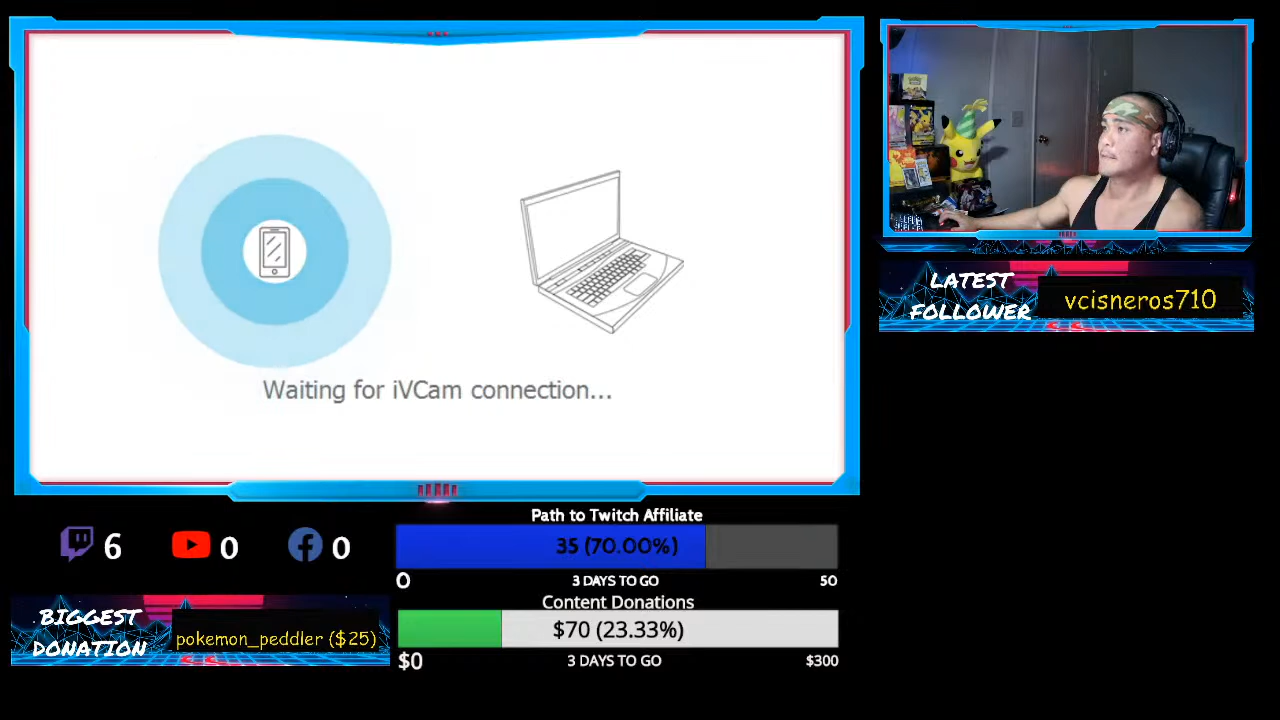 Waiting for iVCam connection...
LATEST
FOLLOWER
vcisneros710
6
0
0
Path to Twitch Affiliate
35 (70.00%)
0 3 DAYS TO GO 50
Content Donations
$70 (23.33%)
$0 3 DAYS TO GO $300
BIGGEST
DONATION
pokemon_peddler ($25)